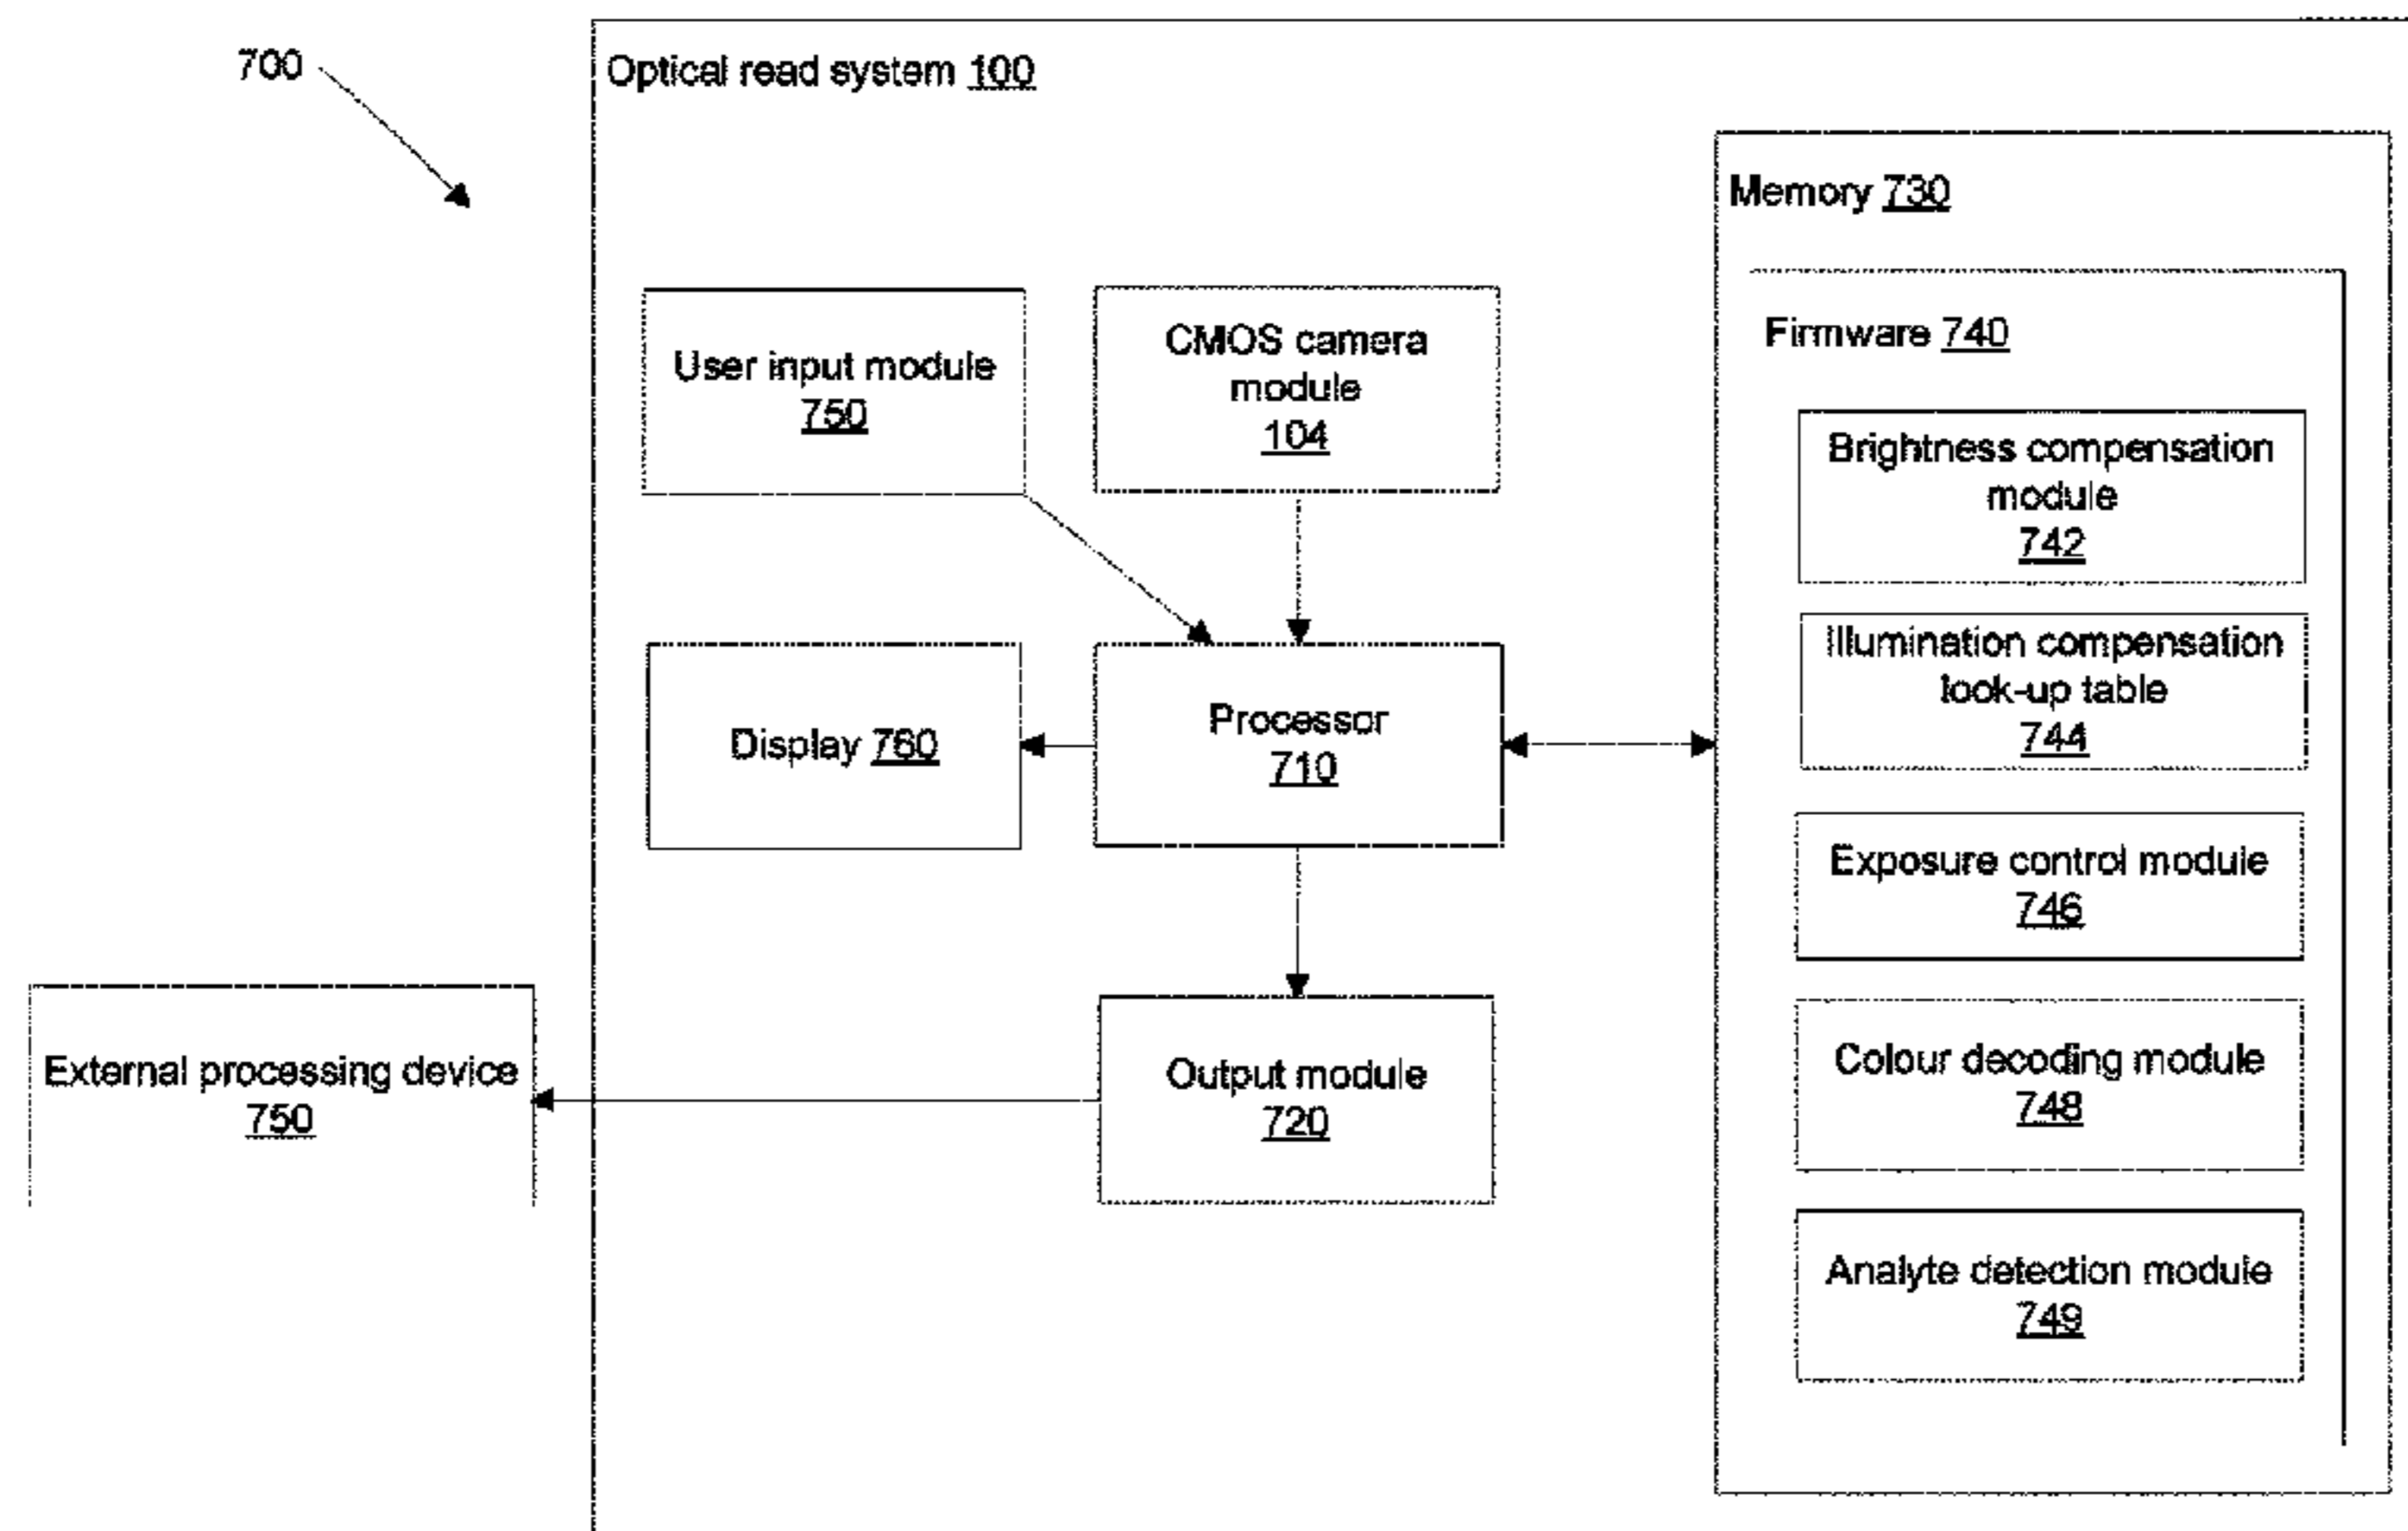 700
Optical read system 100
Memory 730
Firmware 740
User input module
750
CMOS camera
module
104
Brightness compensation
module
742
Illumination compensation
look-up table
744
Display 760
Processor
710
Exposure control module
746
External processing device
750
Output module
720
Colour decoding module
748
Analyte detection module
749